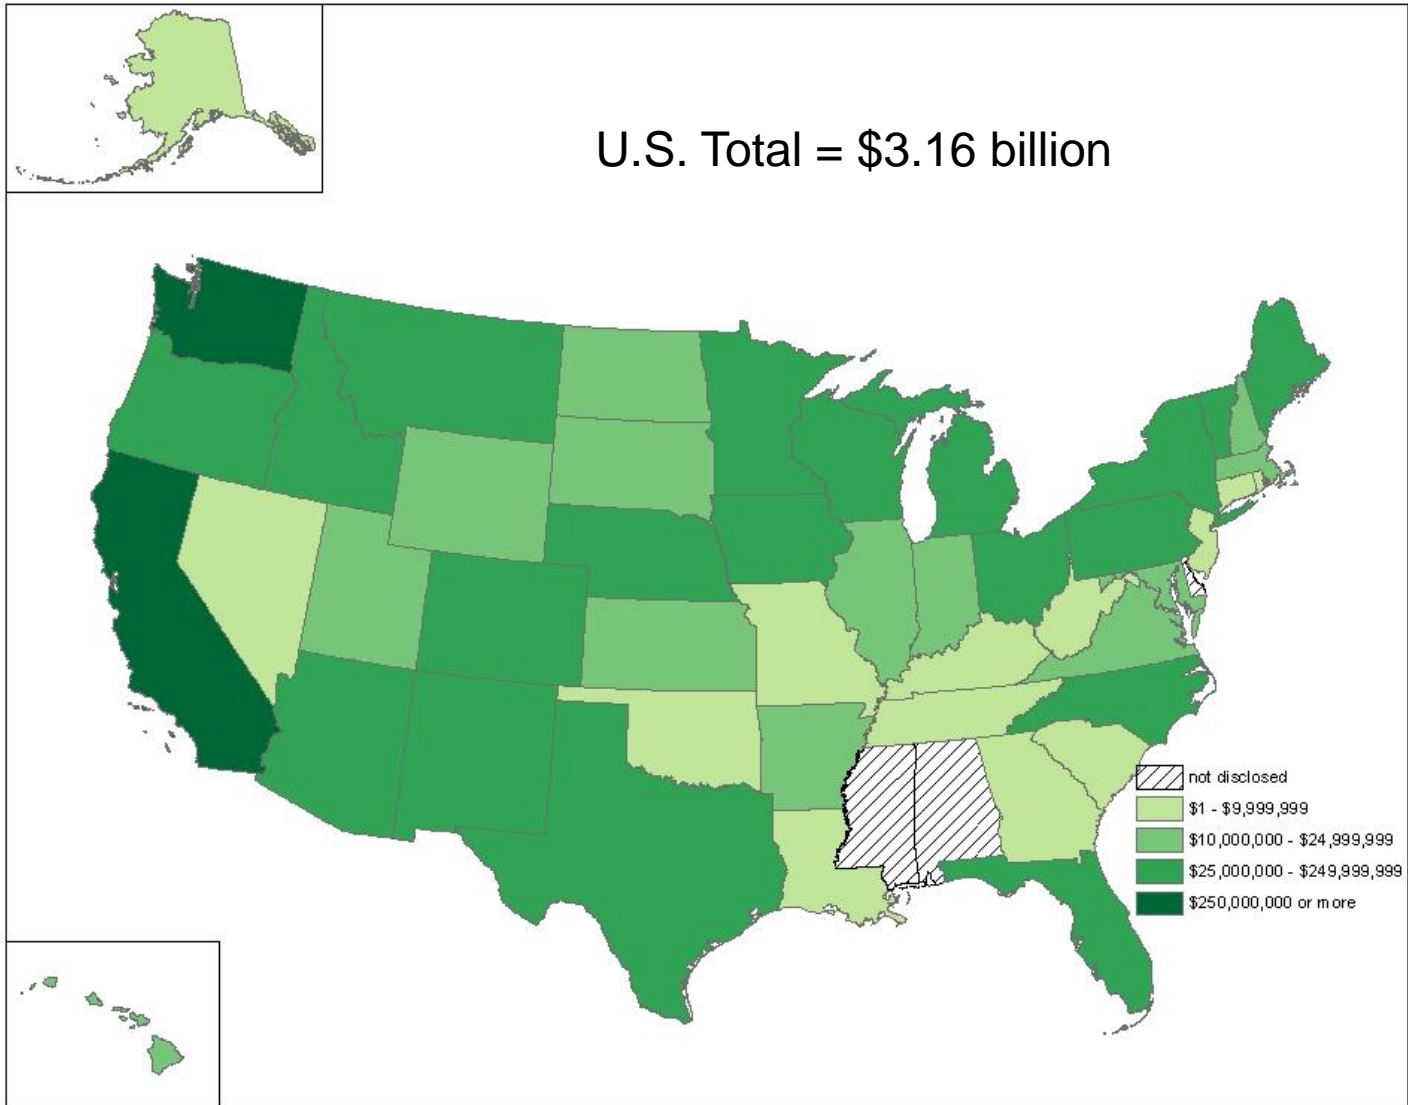 U.S. Total = $3.16 billion
not disclosed
$1 - $9,999,999
$10,000,000 - $24,999,999
$25,000,000 - $249,999,999
$250,000,000 or more